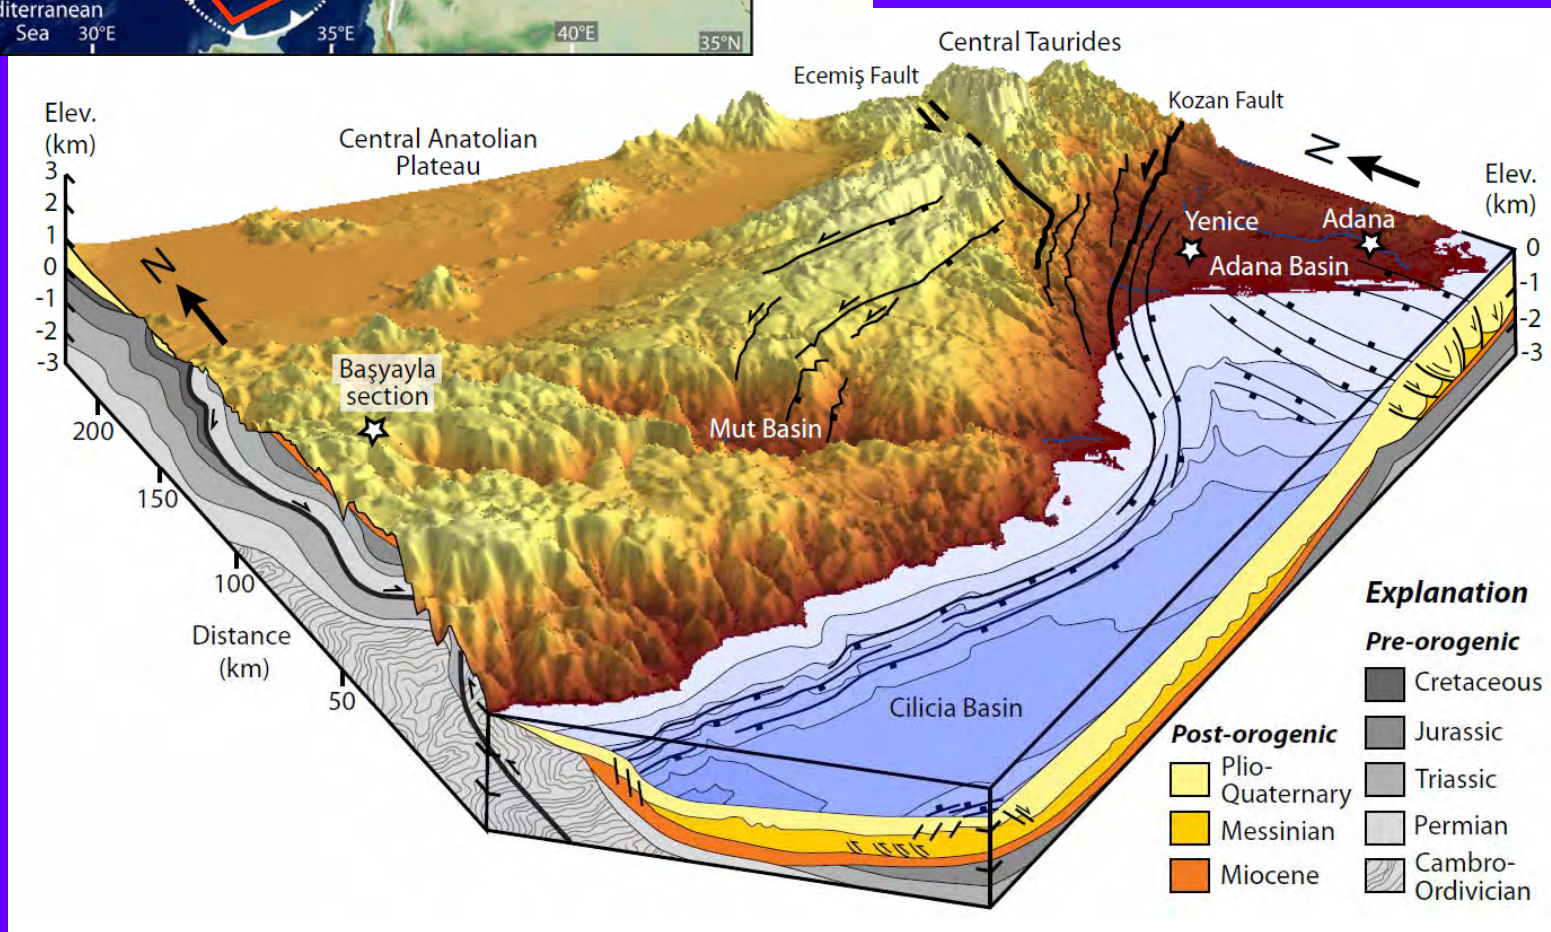 diterranean
Sea
30°E
35°E
40°E
35°N
Central Taurides
Ecemiş Fault
Kozan Fault
Elev.
(km)
Central Anatolian
Plateau
N
Elev.
(km)
3
2
1
0
-1
-2
-3
N
Yenice
Adana
Adana Basin
0
-1
-2
-3
Başyayla
section
Mut Basin
200
150
100
50
Distance
(km)
Cilicia Basin
Explanation
Pre-orogenic
Cretaceous
Jurassic
Triassic
Permian
Cambro-
Ordivician
Post-orogenic
Plio-
Quaternary
Messinian
Miocene